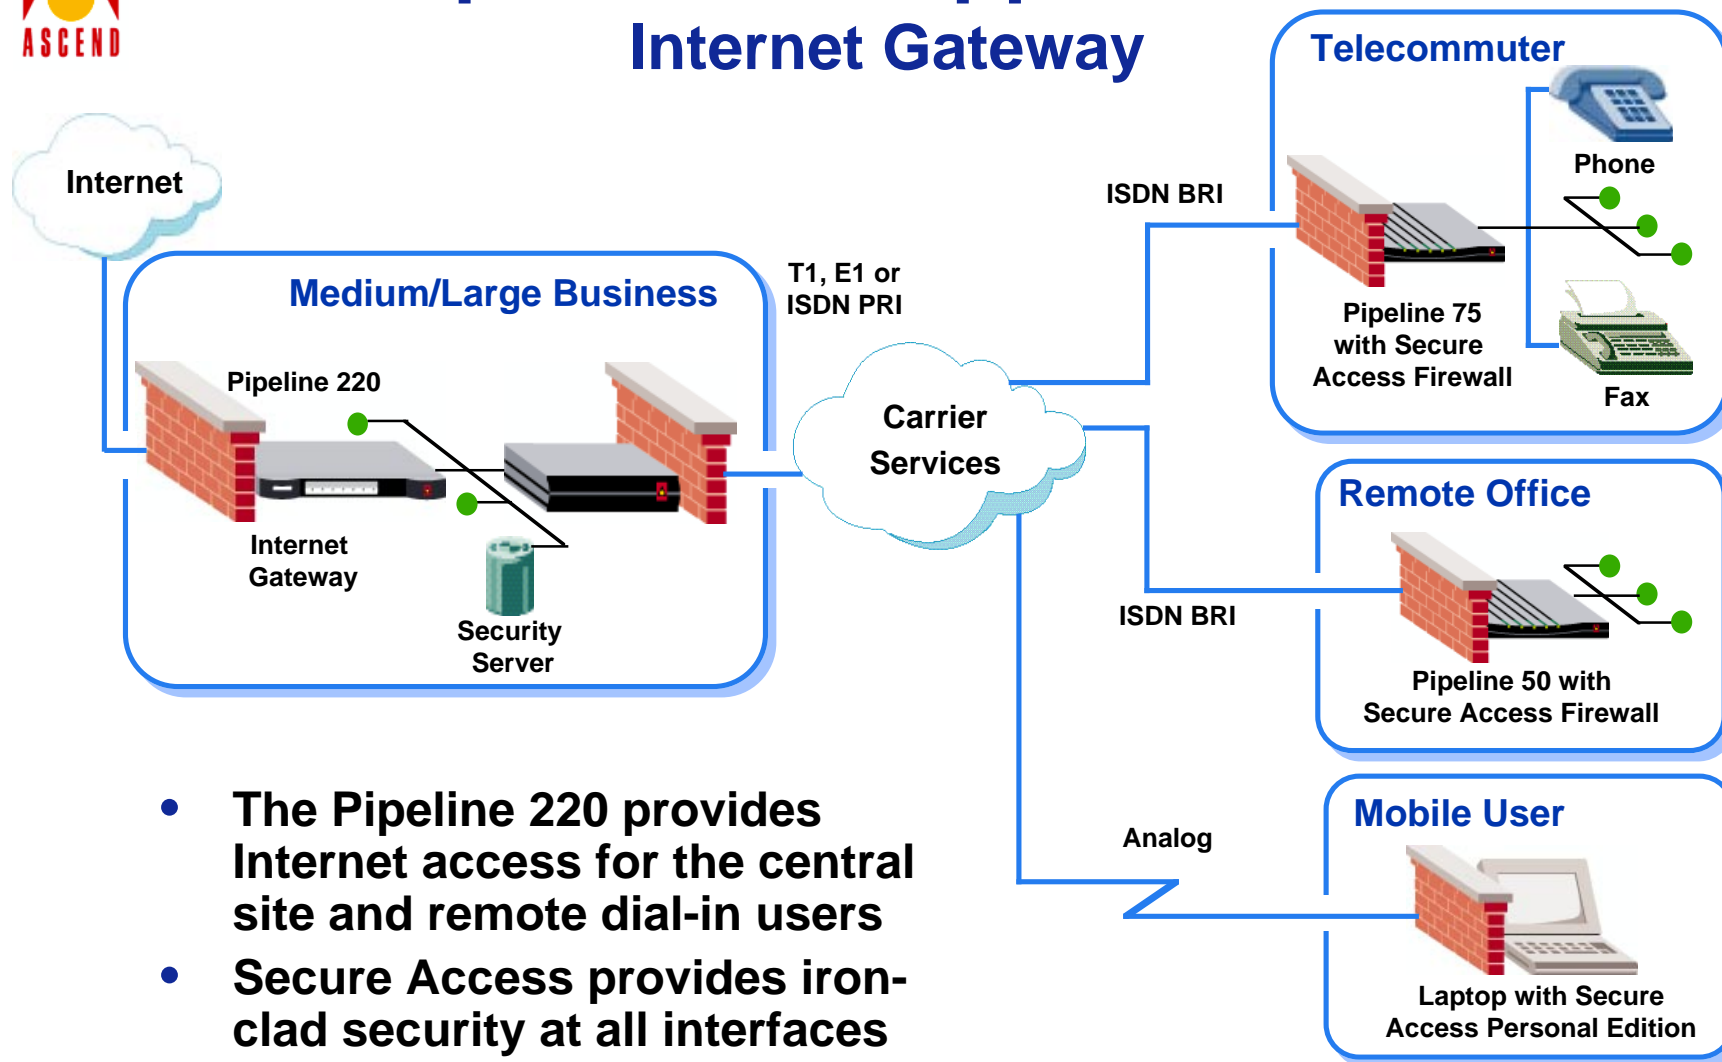 ASCEND
Internet Gateway
Internet
Medium/Large Business
Pipeline 220
Internet
Gateway
Security
Server
T1, E1 or
ISDN PRI
Carrier
Services
ISDN BRI
Telecommuter
Phone
Pipeline 75
with Secure
Access Firewall
Fax
ISDN BRI
Remote Office
Pipeline 50 with
Secure Access Firewall
Analog
Mobile User
Laptop with Secure
Access Personal Edition
• The Pipeline 220 provides
Internet access for the central
site and remote dial-in users
• Secure Access provides iron-
clad security at all interfaces